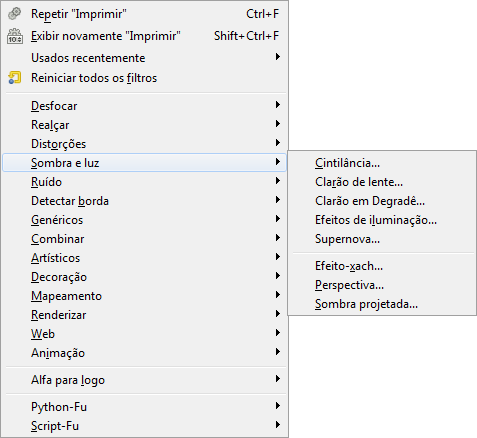 Repetir "Imprimir" Ctrl+F
Exibir novamente "Imprimir" Shift+Ctrl+F
Usados recentemente
Reiniciar todos os filtros
Desfocar
Realçar
Distorções
Sombra e luz
Ruído
Detectar borda
Genéricos
Combinar
Artísticos
Decoração
Mapeamento
Renderizar
Web
Animação
Alfa para logo
Python-Fu
Script-Fu
Cintilância...
Clarão de lente...
Clarão em Degradê...
Efeitos de iluminação...
Supernova...
Efeito-xach...
Perspectiva...
Sombra projetada...